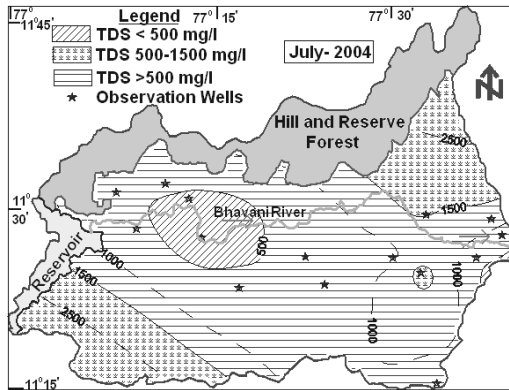 77° 15
77° 30
11° 45
Legend
TDS < 500 mg/l
TDS 500-1500 mg/l
TDS >500 mg/l
Observation Wells
July- 2004
N
Hill and Reserve
Forest
2500
1500
11°
30
Bhavani River
500
Reservoir
1000
1500
2500
1000
1000
11°15